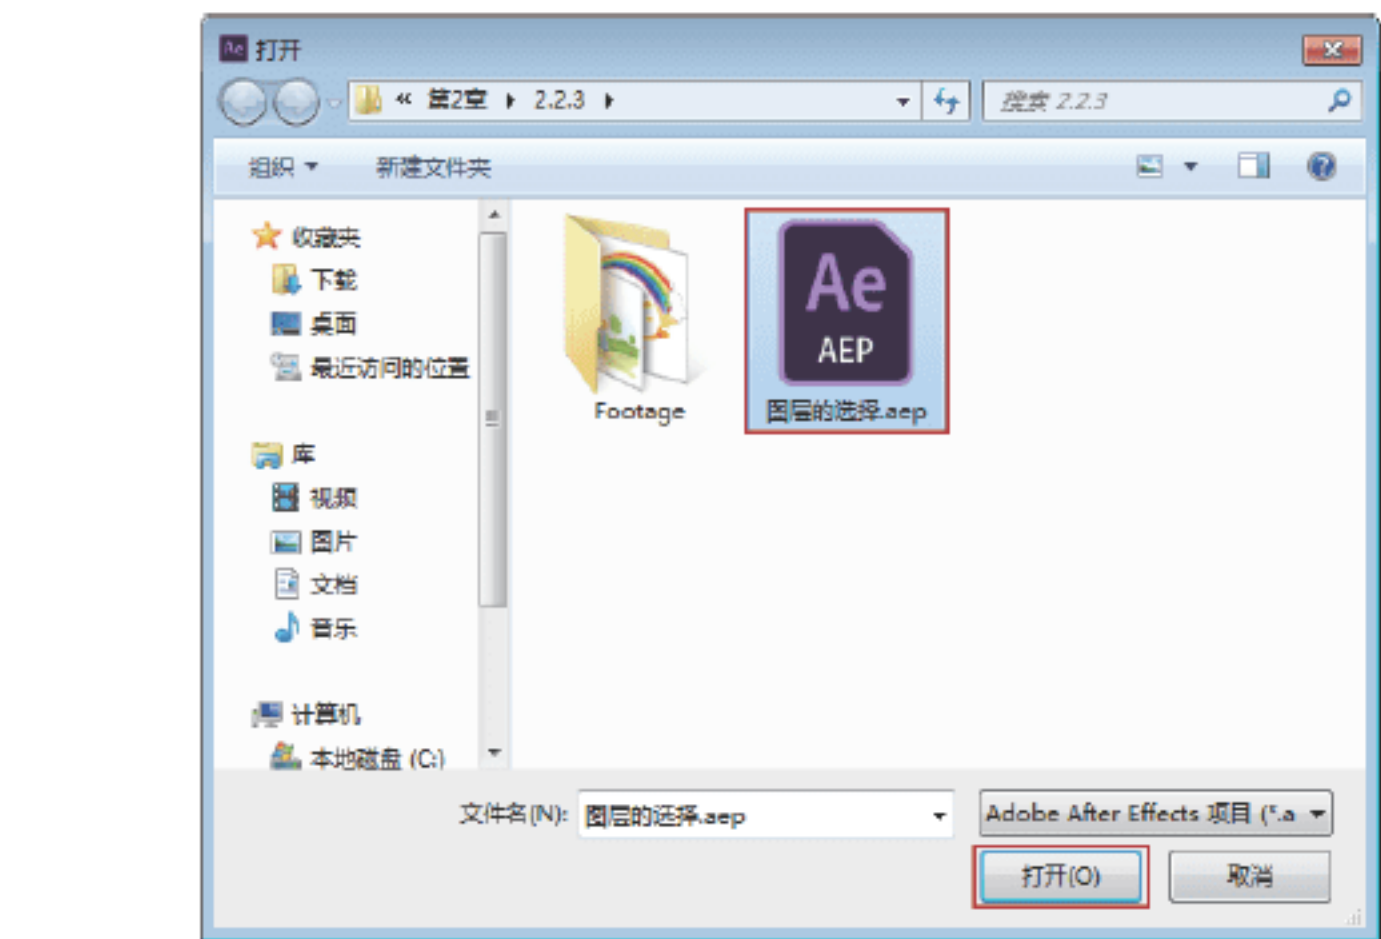 Ae 打开
« 第2章 2.2.3
搜索 2.2.3
组织 新建文件夹
收藏夹
下载
桌面
最近访问的位置
库
视频
图片
文档
音乐
计算机
本地磁盘 (C:)
Footage
Ae
AEP
图层的选择.aep
文件名(N): 图层的选择.aep
Adobe After Effects 项目 (*.a
打开(O) 取消